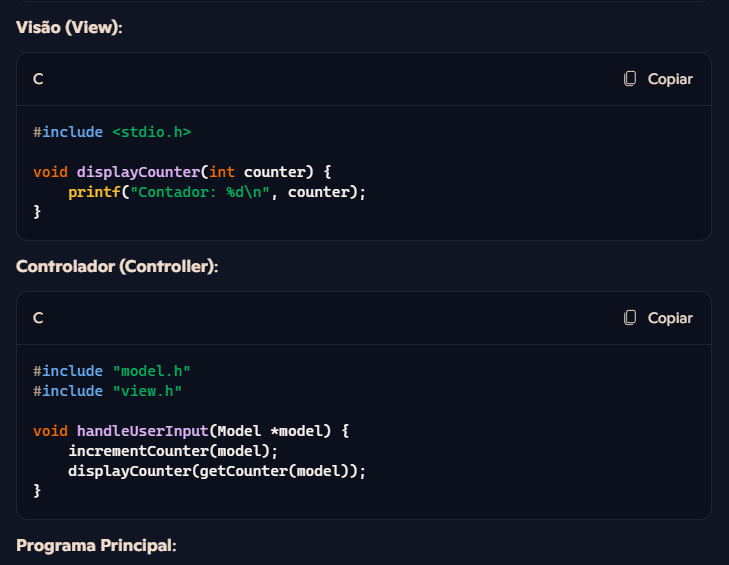 Visão (View):
C
Copiar
#include <stdio.h>
void displayCounter(int counter) {
    printf("Contador: %d\n", counter);
}
Controlador (Controller):
C
Copiar
#include "model.h"
#include "view.h"
void handleUserInput(Model *model) {
    incrementCounter(model);
    displayCounter(getCounter(model));
}
Programa Principal: